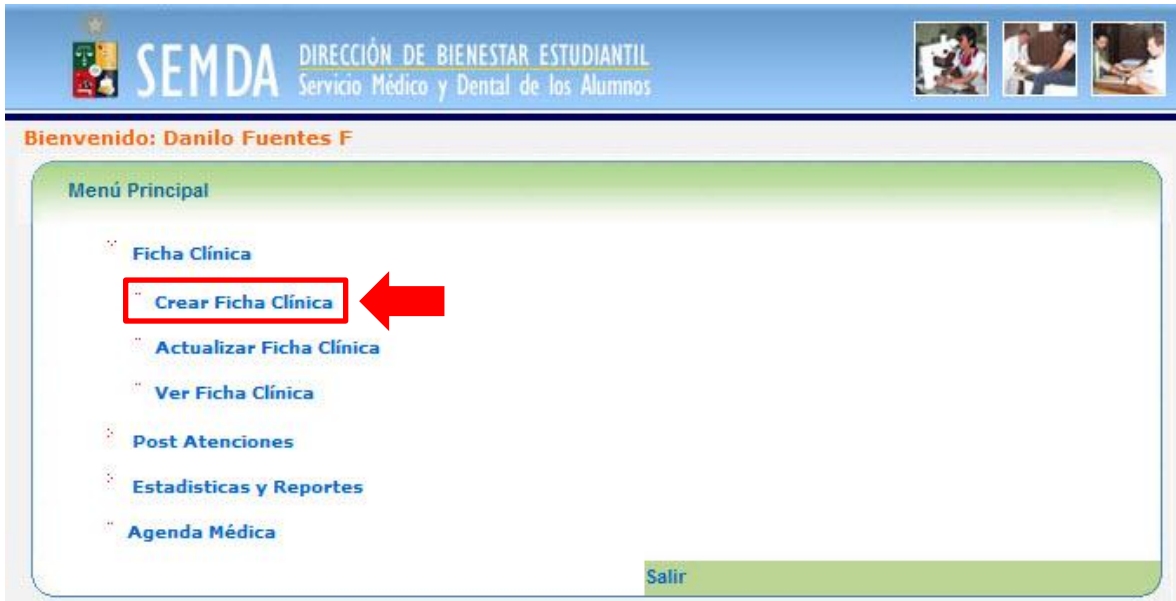 SEMDA
DIRECCIÓN DE BIENESTAR ESTUDIANTIL
Servicio Médico y Dental de los Alumnos
Bienvenido: Danilo Fuentes F
Menú Principal
Ficha Clínica
Crear Ficha Clínica
Actualizar Ficha Clínica
Ver Ficha Clínica
Post Atenciones
Estadisticas y Reportes
Agenda Médica
Salir